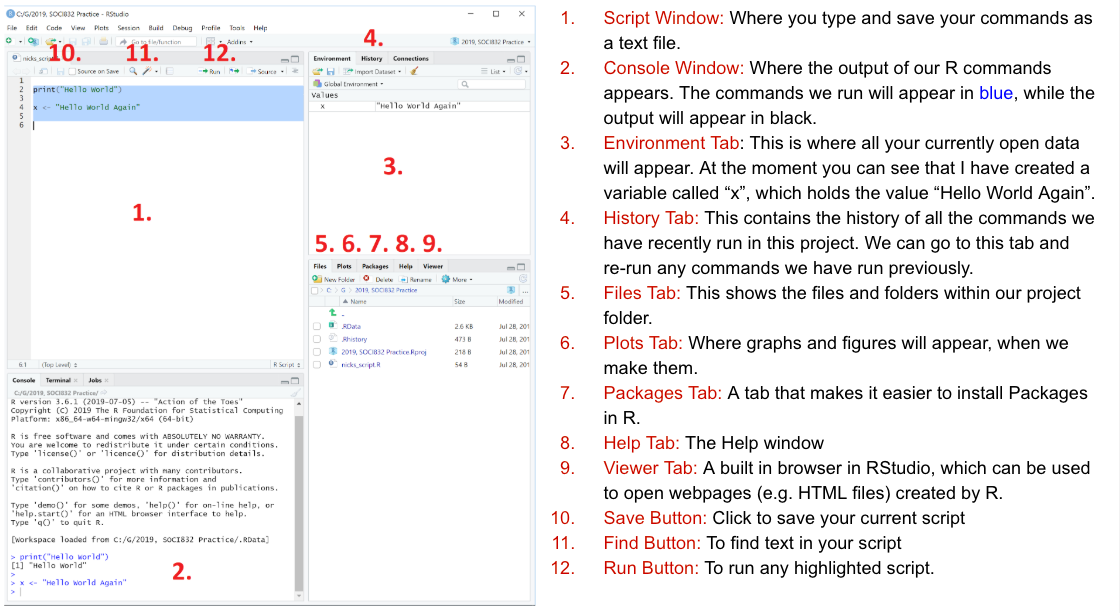 C:/G/2019, SOCI832 Practice - RStudio
File Edit Code View Plots Session Build Debug Profile Tools Help
Go to file/function Addins
2019, SOCI832 Practice
10. 11. 12.
4.
Source on Save Run Source
1
2 print("Hello World")
3
4 x <- "Hello World Again"
5
6
1.
6:1 (Top Level) R Script
Environment History Connections
Import Dataset List
Global Environment
Values
x "Hello World Again"
3.
5. 6. 7. 8. 9.
Files Plots Packages Help Viewer
New Folder Delete Rename More
C: G 2019, SOCI832 Practice
Name Size Modified
..
.RData 2.6 KB Jul 28, 201
.Rhistory 473 B Jul 28, 201
2019, SOCI832 Practice.Rproj 218 B Jul 28, 201
nicks_script.R 54 B Jul 28, 201
Console Terminal Jobs
C:/G/2019, SOCI832 Practice/
R version 3.6.1 (2019-07-05) -- "Action of the Toes"
Copyright (C) 2019 The R Foundation for Statistical Computing
Platform: x86_64-w64-mingw32/x64 (64-bit)
R is free software and comes with ABSOLUTELY NO WARRANTY.
You are welcome to redistribute it under certain conditions.
Type 'license()' or 'licence()' for distribution details.
R is a collaborative project with many contributors.
Type 'contributors()' for more information and
'citation()' on how to cite R or R packages in publications.
Type 'demo()' for some demos, 'help()' for on-line help, or
'help.start()' for an HTML browser interface to help.
Type 'q()' to quit R.
[Workspace loaded from C:/G/2019, SOCI832 Practice/.RData]
> print("Hello World")
[1] "Hello World"
>
> x <- "Hello World Again"
>
2.
1. Script Window: Where you type and save your commands as
a text file.
2. Console Window: Where the output of our R commands
appears. The commands we run will appear in blue, while the
output will appear in black.
3. Environment Tab: This is where all your currently open data
will appear. At the moment you can see that I have created a
variable called “x”, which holds the value “Hello World Again”.
4. History Tab: This contains the history of all the commands we
have recently run in this project. We can go to this tab and
re-run any commands we have run previously.
5. Files Tab: This shows the files and folders within our project
folder.
6. Plots Tab: Where graphs and figures will appear, when we
make them.
7. Packages Tab: A tab that makes it easier to install Packages
in R.
8. Help Tab: The Help window
9. Viewer Tab: A built in browser in RStudio, which can be used
to open webpages (e.g. HTML files) created by R.
10. Save Button: Click to save your current script
11. Find Button: To find text in your script
12. Run Button: To run any highlighted script.